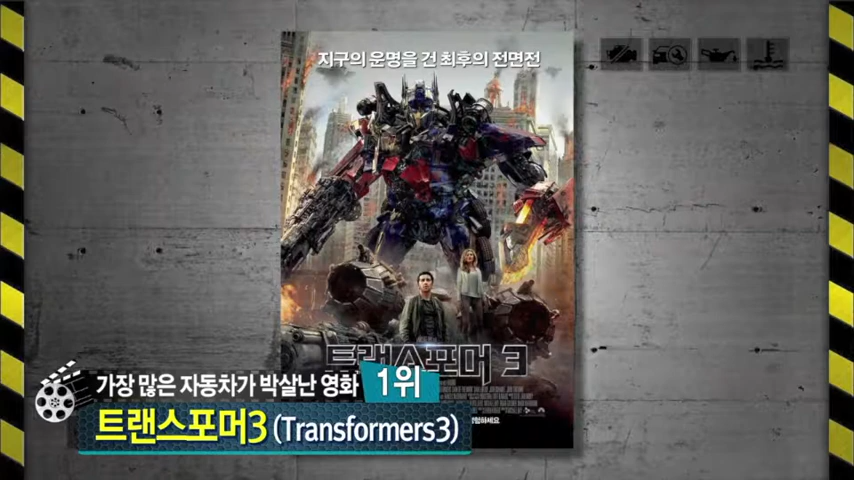 지구의 운명을 건 최후의 전면전
트랜스포머 3
가장 많은 자동차가 박살난 영화 1위
트랜스포머3 (Transformers3)